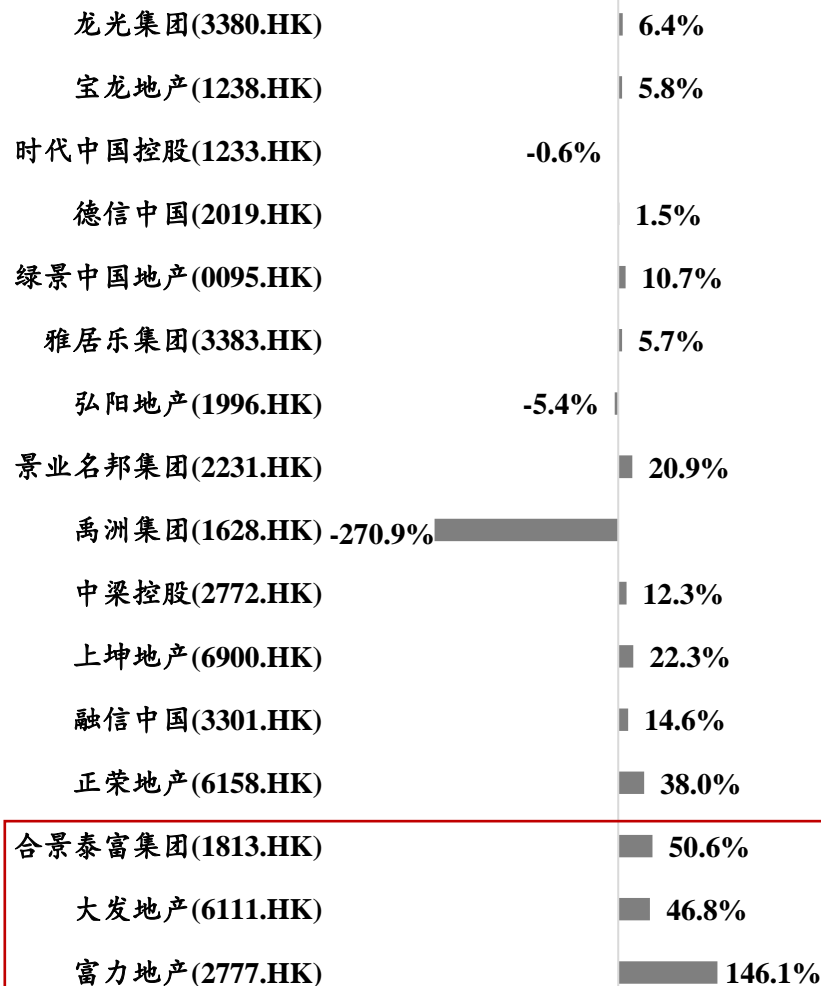 龙光集团(3380.HK) 6.4%
宝龙地产(1238.HK) 5.8%
时代中国控股(1233.HK) -0.6%
德信中国(2019.HK) 1.5%
绿景中国地产(0095.HK) 10.7%
雅居乐集团(3383.HK) 5.7%
弘阳地产(1996.HK) -5.4%
景业名邦集团(2231.HK) 20.9%
禹洲集团(1628.HK) -270.9%
中梁控股(2772.HK) 12.3%
上坤地产(6900.HK) 22.3%
融信中国(3301.HK) 14.6%
正荣地产(6158.HK) 38.0%
合景泰富集团(1813.HK) 50.6%
大发地产(6111.HK) 46.8%
富力地产(2777.HK) 146.1%